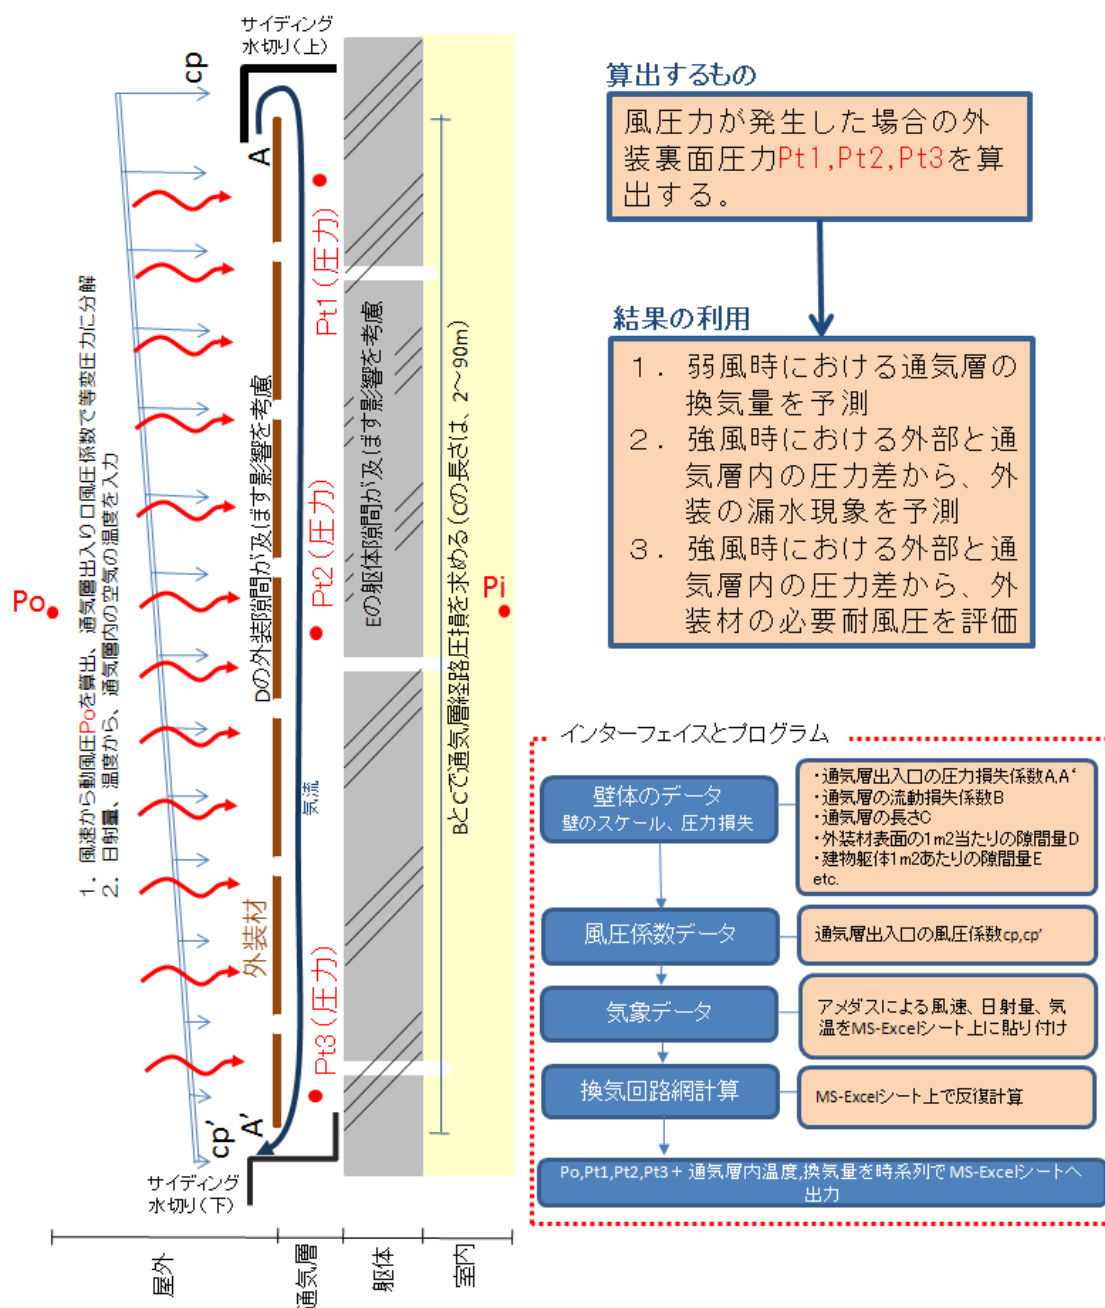 サイディング
水切り(上)
cp
A
1. 風速から動風圧Poを算出、通気層出入り口風圧係数で等変圧力に分解
2. 日射量、温度から、通気層内の空気の温度を入力
Po
Dの外装隙間が及ぼす影響を考慮
外装材
気流
Pt1(圧力)
Pt2(圧力)
Pt3(圧力)
Eの躯体隙間が及ぼす影響を考慮
BとCで通気層経路圧損を求める(Cの長さは、2~90m)
Pi
cp'
A'
サイディング
水切り(下)
屋外
通気層
躯体
室内
算出するもの
風圧力が発生した場合の外
装裏面圧力Pt1,Pt2,Pt3を算
出する。
結果の利用
1. 弱風時における通気層の
換気量を予測
2. 強風時における外部と通
気層内の圧力差から、外
装の漏水現象を予測
3. 強風時における外部と通
気層内の圧力差から、外
装材の必要耐風圧を評価
インターフェイスとプログラム
壁体のデータ
壁のスケール、圧力損失
・通気層出入口の圧力損失係数A,A'
・通気層の流動損失係数B
・通気層の長さC
・外装材表面の1m2当たりの隙間量D
・建物躯体1m2あたりの隙間量E
etc.
風圧係数データ
通気層出入口の風圧係数cp,cp'
気象データ
アメダスによる風速、日射量、気
温をMS-Excelシート上に貼り付け
換気回路網計算
MS-Excelシート上で反復計算
Po,Pt1,Pt2,Pt3+ 通気層内温度,換気量を時系列でMS-Excelシートへ
出力